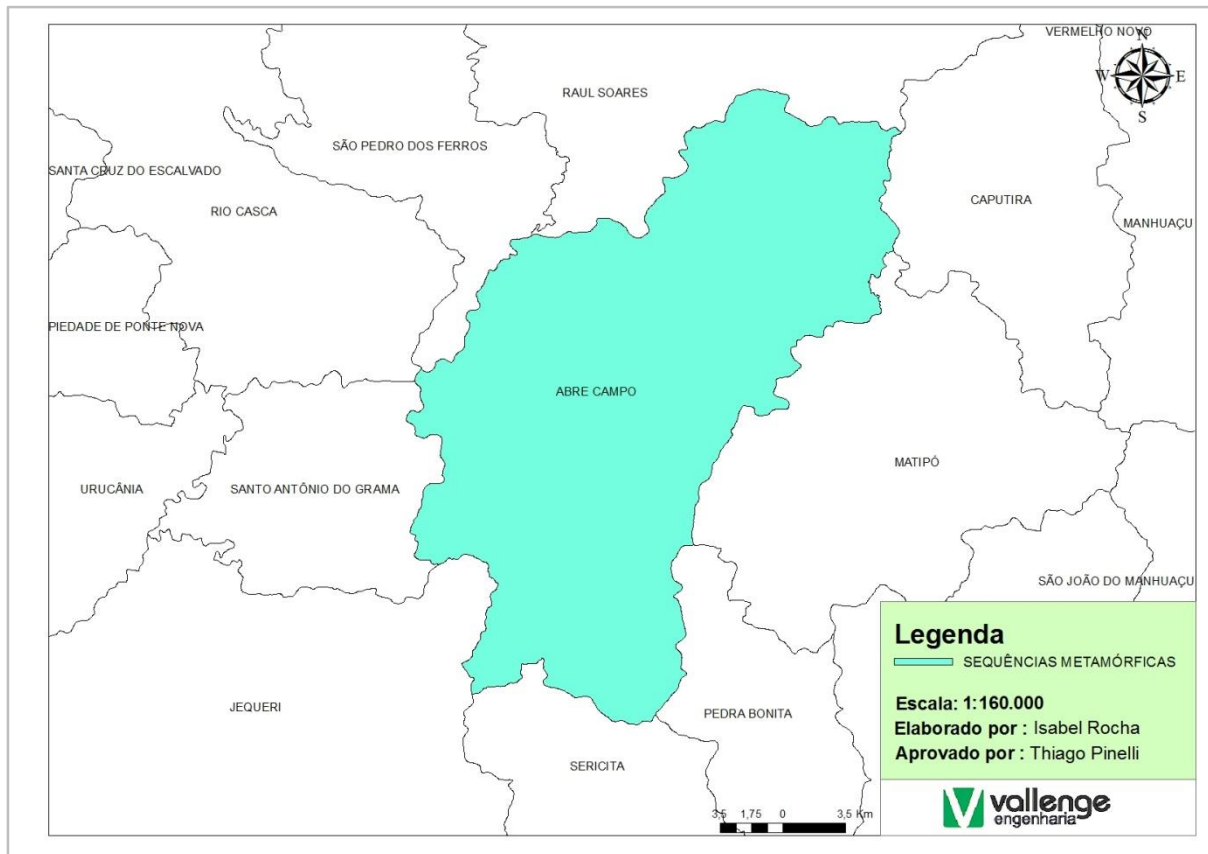 VERMELHO NOVO
N
W E
S
RAUL SOARES
SÃO PEDRO DOS FERROS
SANTA CRUZ DO ESCALVADO
RIO CASCA
CAPUTIRA
MANHUAÇU
PIEDADE DE PONTE NOVA
ABRE CAMPO
MATIPÓ
URUCÂNIA
SANTO ANTÔNIO DO GRAMA
SÃO JOÃO DO MANHUAÇU
JEQUERI
PEDRA BONITA
SERICITA
Legenda
SEQUÊNCIAS METAMÓRFICAS
Escala: 1:160.000
Elaborado por : Isabel Rocha
Aprovado por : Thiago Pinelli
3,5 1,75 0 3,5 Km
vallenge
engenharia